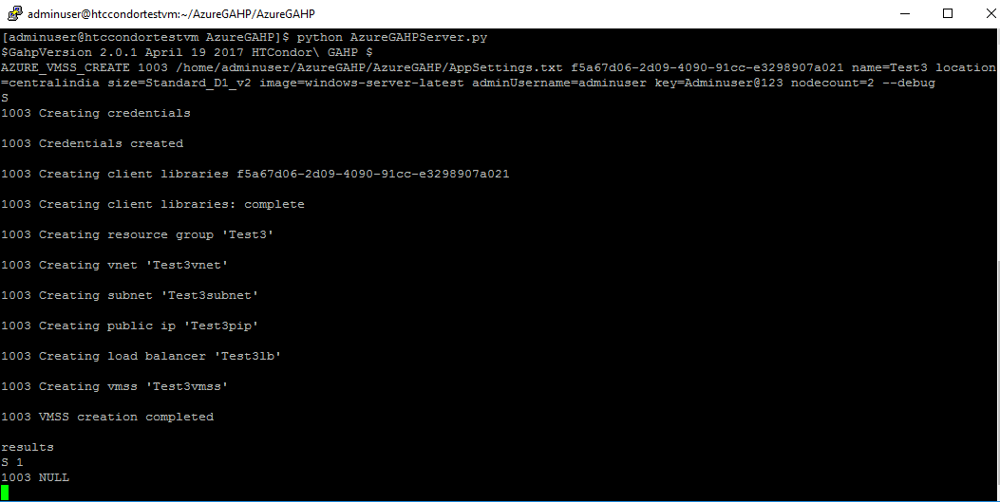 adminuser@htccondortestvm:~/AzureGAHP/AzureGAHP
[adminuser@htccondortestvm AzureGAHP]$ python AzureGAHPServer.py
$GahpVersion 2.0.1 April 19 2017 HTCondor\ GAHP $
AZURE_VMSS_CREATE 1003 /home/adminuser/AzureGAHP/AzureGAHP/AppSettings.txt f5a67d06-2d09-4090-91cc-e3298907a021 name=Test3 location
=centralindia size=Standard_D1_v2 image=windows-server-latest adminUsername=adminuser key=Adminuser@123 nodecount=2 --debug
S
1003 Creating credentials
1003 Credentials created
1003 Creating client libraries f5a67d06-2d09-4090-91cc-e3298907a021
1003 Creating client libraries: complete
1003 Creating resource group 'Test3'
1003 Creating vnet 'Test3vnet'
1003 Creating subnet 'Test3subnet'
1003 Creating public ip 'Test3pip'
1003 Creating load balancer 'Test3lb'
1003 Creating vmss 'Test3vmss'
1003 VMSS creation completed
results
S 1
1003 NULL